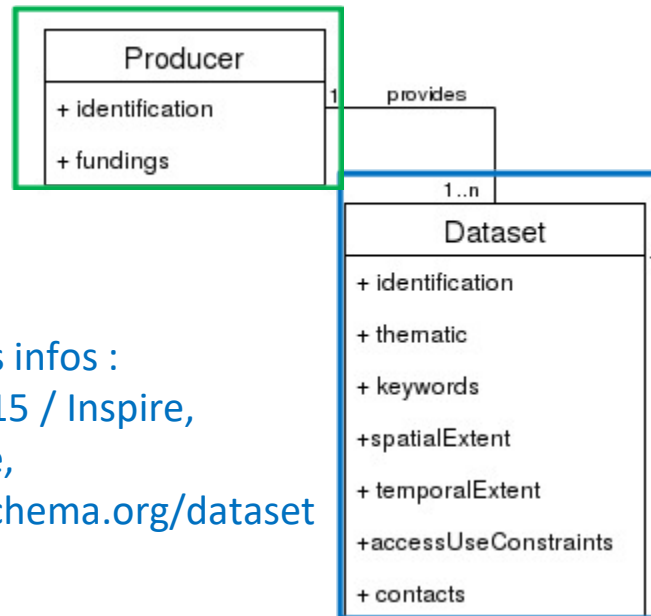 Producer
+ identification
+ fundings
1 provides
1..n
Dataset
+ identification
+ thematic
+ keywords
+spatialExtent
+ temporalExtent
+accessUseConstraints
+ contacts
infos :
15 / Inspire,
chema.org/dataset